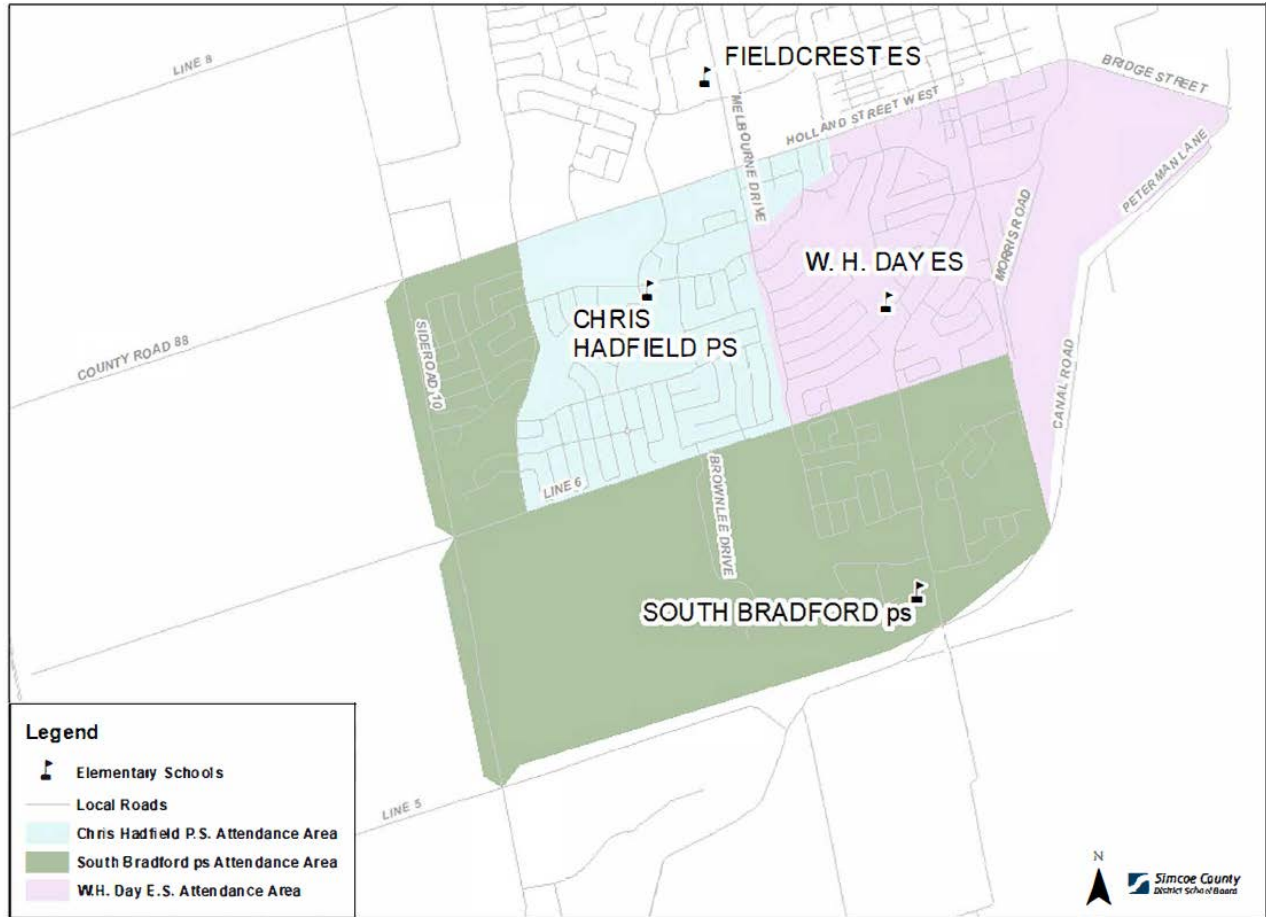 FIELDCREST ES
LINE 8
BRIDGE STREET
HOLLAND STREET WEST
MELBOURNE DRIVE
PETERMAN LANE
MORRIS ROAD
W. H. DAY ES
CHRIS
HADFIELD PS
COUNTY ROAD 88
SIDEROAD 10
CANAL ROAD
LINE 6
BROWNLEE DRIVE
SOUTH BRADFORD ps
LINE 5
Legend
Elementary Schools
Local Roads
Chris Hadfield P.S. Attendance Area
South Bradford ps Attendance Area
W.H. Day E.S. Attendance Area
N
Simcoe County
District School Board